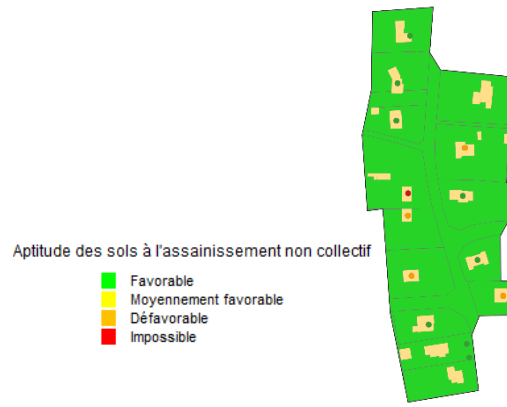 Aptitude des sols à l'assainissement non collectif
Favorable
Moyennement favorable
Défavorable
Impossible